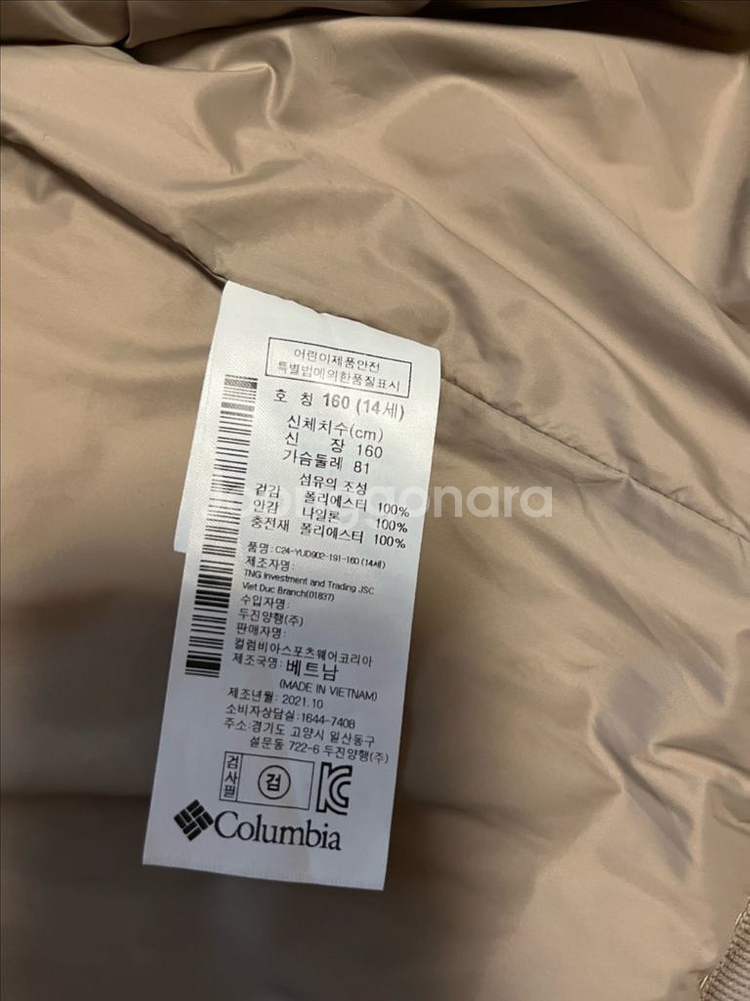 어린이제품안전
특별법에의한품질표시
호 칭 160 (14세)
신체치수(cm)
신 장 160
가슴둘레 81
섬유의 조성
겉감 폴리에스터 100%
안감 나일론 100%
충전재 폴리에스터 100%
품명: C24-YUD902-191-160 (14세)
제조자명:
TNG Investment and Trading JSC
Viet Duc Branch(01637)
수입자명:
두진양행(주)
판매자명:
컬럼비아스포츠웨어코리아
제조국명: 베트남
(MADE IN VIETNAM)
제조년월: 2021.10
소비자상담실:1644-7408
주소:경기도 고양시 일산동구
설문동 722-6 두진양행(주)
검사필
검
KC
Columbia